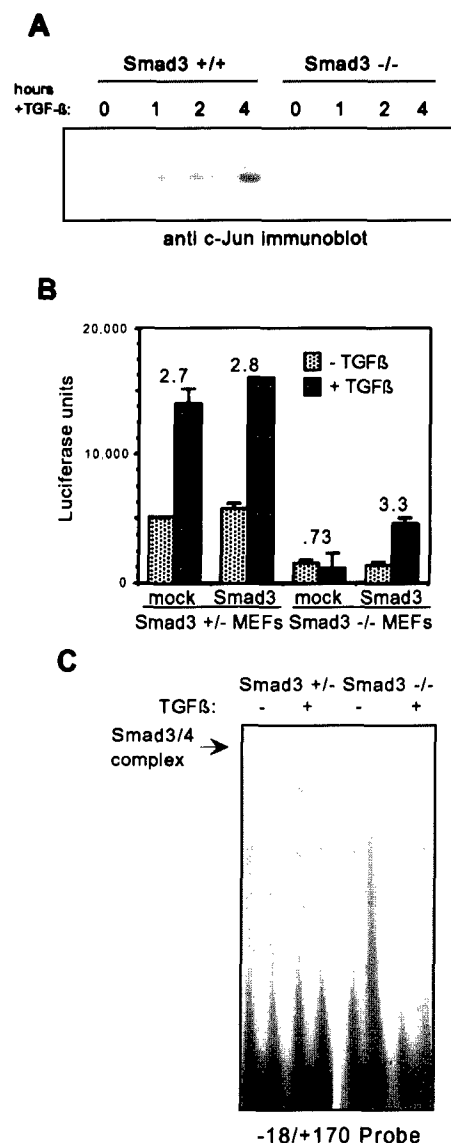 A
Smad3 +/+ Smad3 -/-
hours
+TGF-ß: 0 1 2 4 0 1 2 4
anti c-Jun immunoblot
B
20,000
10,000
0
Luciferase units
- TGFß
+ TGFß
2.7 2.8 .73 3.3
mock Smad3 mock Smad3
Smad3 +/- MEFs Smad3 -/- MEFs
C
Smad3 +/- Smad3 -/-
TGFß: - + - +
Smad3/4
complex
-18/+170 Probe